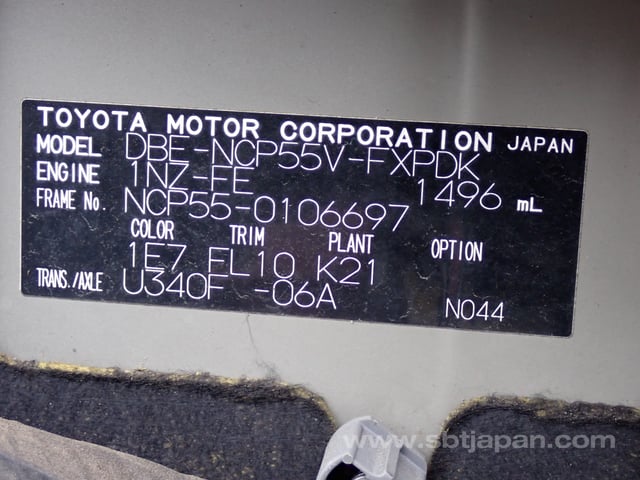 TOYOTA MOTOR CORPORATION JAPAN
MODEL DBE-NCP55V-FXPDK
ENGINE 1NZ-FE 1496 mL
FRAME No. NCP55-0106697
COLOR TRIM PLANT OPTION
1E7 FL10 K21
TRANS./AXLE U340F -06A N044
www.sbtjapan.com